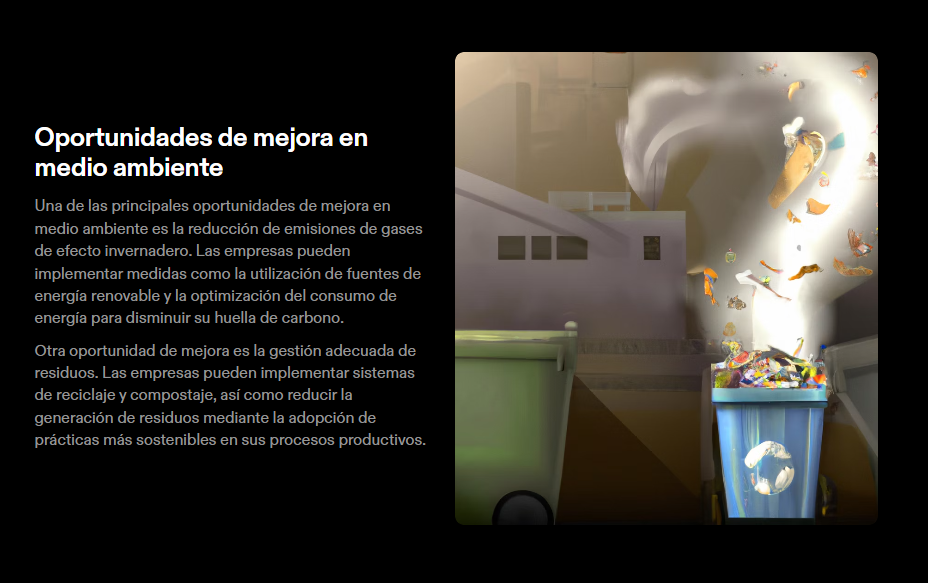 Oportunidades de mejora en
medio ambiente
Una de las principales oportunidades de mejora en
medio ambiente es la reducción de emisiones de gases
de efecto invernadero. Las empresas pueden
implementar medidas como la utilización de fuentes de
energía renovable y la optimización del consumo de
energía para disminuir su huella de carbono.
Otra oportunidad de mejora es la gestión adecuada de
residuos. Las empresas pueden implementar sistemas
de reciclaje y compostaje, así como reducir la
generación de residuos mediante la adopción de
prácticas más sostenibles en sus procesos productivos.